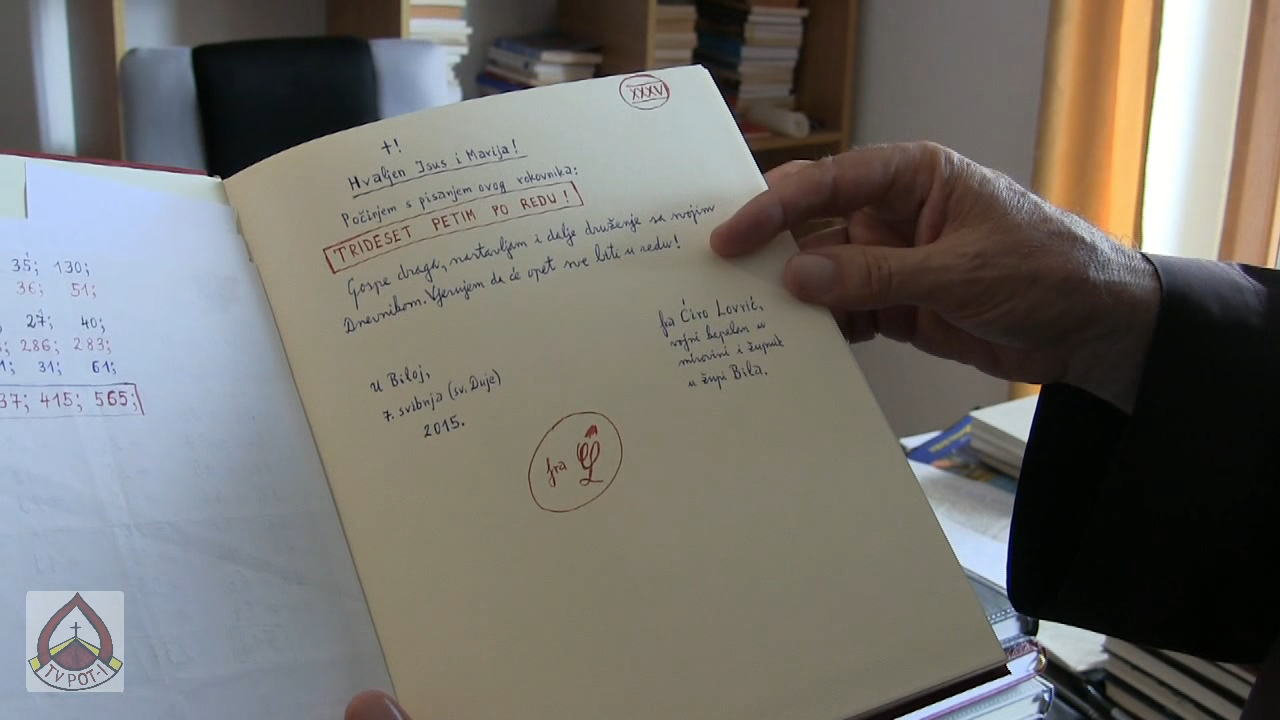 35; 130;
36; 51;
27; 40;
286; 283;
31; 61;
37; 415; 565;
XXXV
+!
Hvaljen Isus i Marija!
Počinjem s pisanjem ovog rokovnika:
TRIDESET PETIM PO REDU!
Gospe draga, nastavljam i dalje druženje sa svojim
Dnevnikom. Vjerujem da će opet sve biti u redu!
fra Ćiro Lovrić,
vojni kapelan u
mirovini i župnik
u župi Bila.
U Biloj,
7. svibnja (sv. Duje)
2015.
fra
TV POT-1